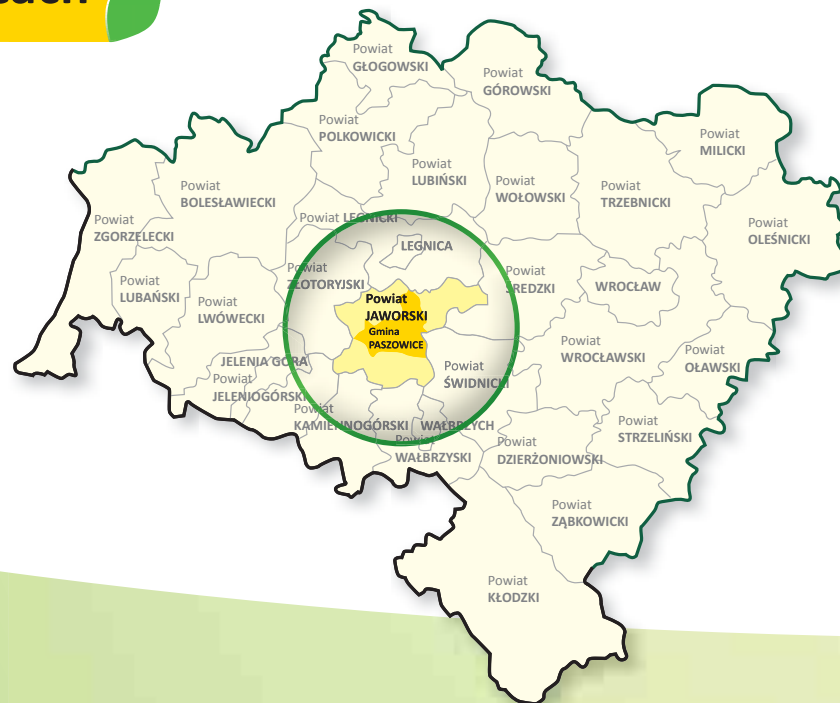 Powiat
GŁOGOWSKI
Powiat
GÓROWSKI
Powiat
POLKOWICKI
Powiat
MILICKI
Powiat
LUBIŃSKI
Powiat
BOLESŁAWIECKI
Powiat
WOŁOWSKI
Powiat
TRZEBNICKI
Powiat
ZGORZELECKI
Powiat LEGNICKI
Powiat
OLEŚNICKI
LEGNICA
Powiat
ZŁOTORYJSKI
Powiat
ŚREDZKI
WROCŁAW
Powiat
LUBAŃSKI
Powiat
LWÓWECKI
Powiat
JAWORSKI
Gmina
PASZOWICE
Powiat
WROCŁAWSKI
Powiat
OŁAWSKI
JELENIA GÓRA
Powiat
JELENIOGÓRSKI
Powiat
ŚWIDNICKI
Powiat
KAMIENNOGÓRSKI
WAŁBRZYCH
Powiat
WAŁBRZYSKI
Powiat
DZIERŻONIOWSKI
Powiat
STRZELIŃSKI
Powiat
ZĄBKOWICKI
Powiat
KŁODZKI